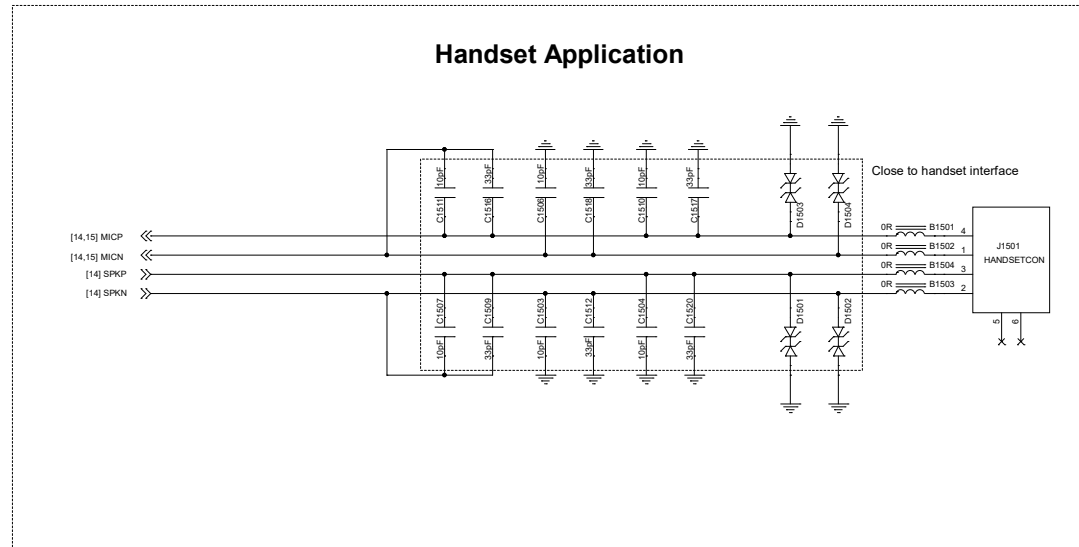 Handset Application
10pF
33pF
10pF
33pF
10pF
33pF
Close to handset interface
C1511
C1516
C1506
C1518
C1510
C1517
D1503
D1504
[14,15] MICP
0R B1501 4
[14,15] MICN
0R B1502 1
[14] SPKP
0R B1504 3
[14] SPKN
0R B1503 2
J1501
HANDSETCON
5
6
C1507
C1509
C1503
C1512
C1504
C1520
D1501
D1502
10pF
33pF
10pF
33pF
10pF
33pF